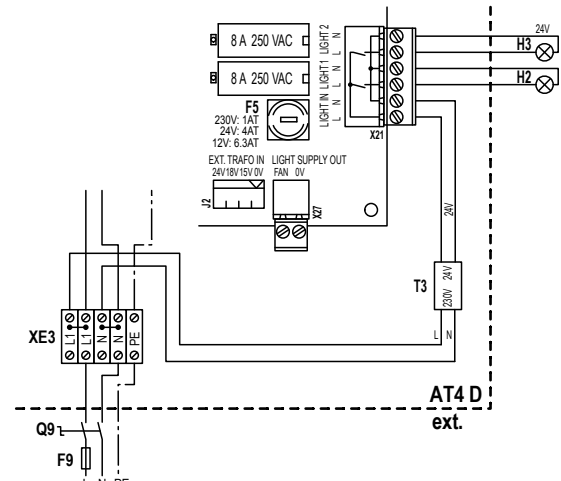 8 A 250 VAC
LIGHT 2
N
L
24V
H3
8 A 250 VAC
LIGHT 1
N
L
H2
F5
230V: 1AT
24V: 4AT
12V: 6.3AT
LIGHT IN
N
L
X21
EXT. TRAFO IN
LIGHT SUPPLY OUT
24V 18V 15V 0V
FAN 0V
J2
X27
24V
T3
230V 24V
L N
XE3
L1 L1 N N PE
AT4 D
ext.
Q9
F9
L N PE